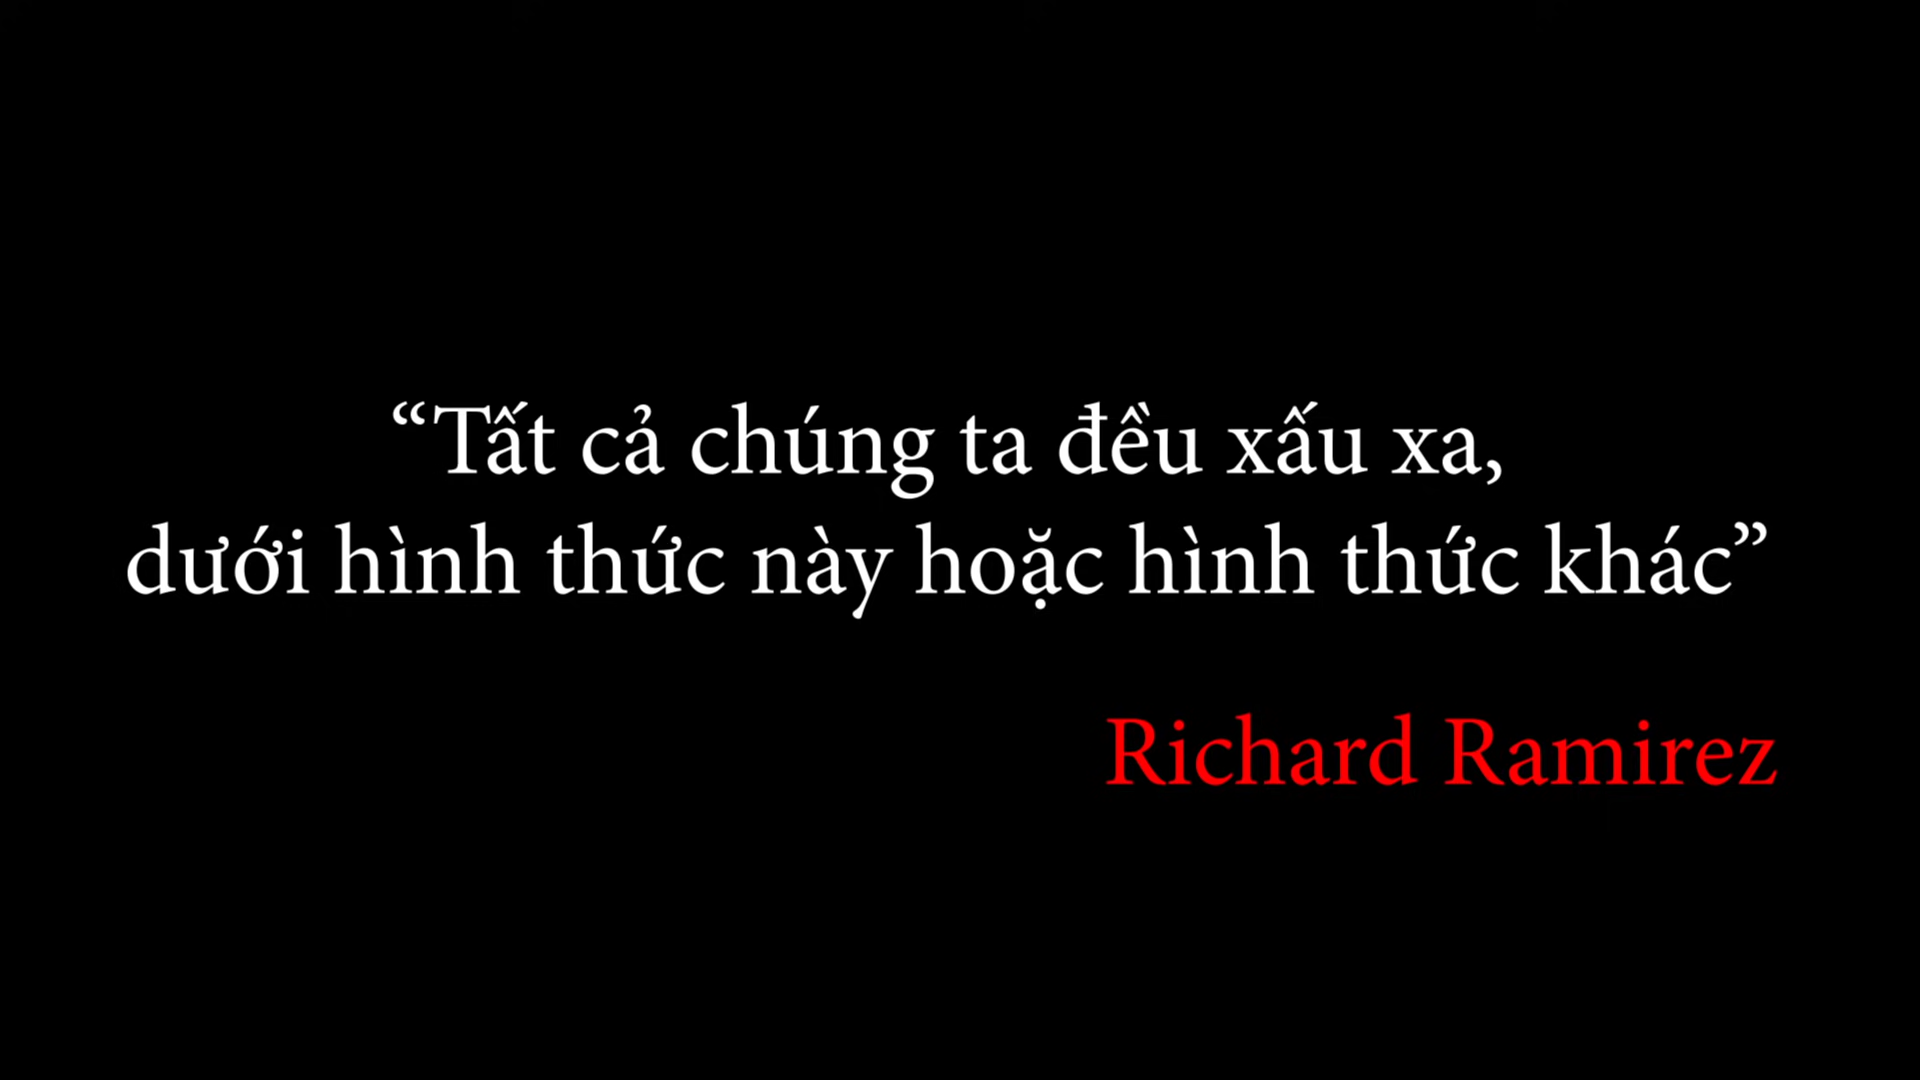 “Tất cả chúng ta đều xấu xa,
dưới hình thức này hoặc hình thức khác”
Richard Ramirez